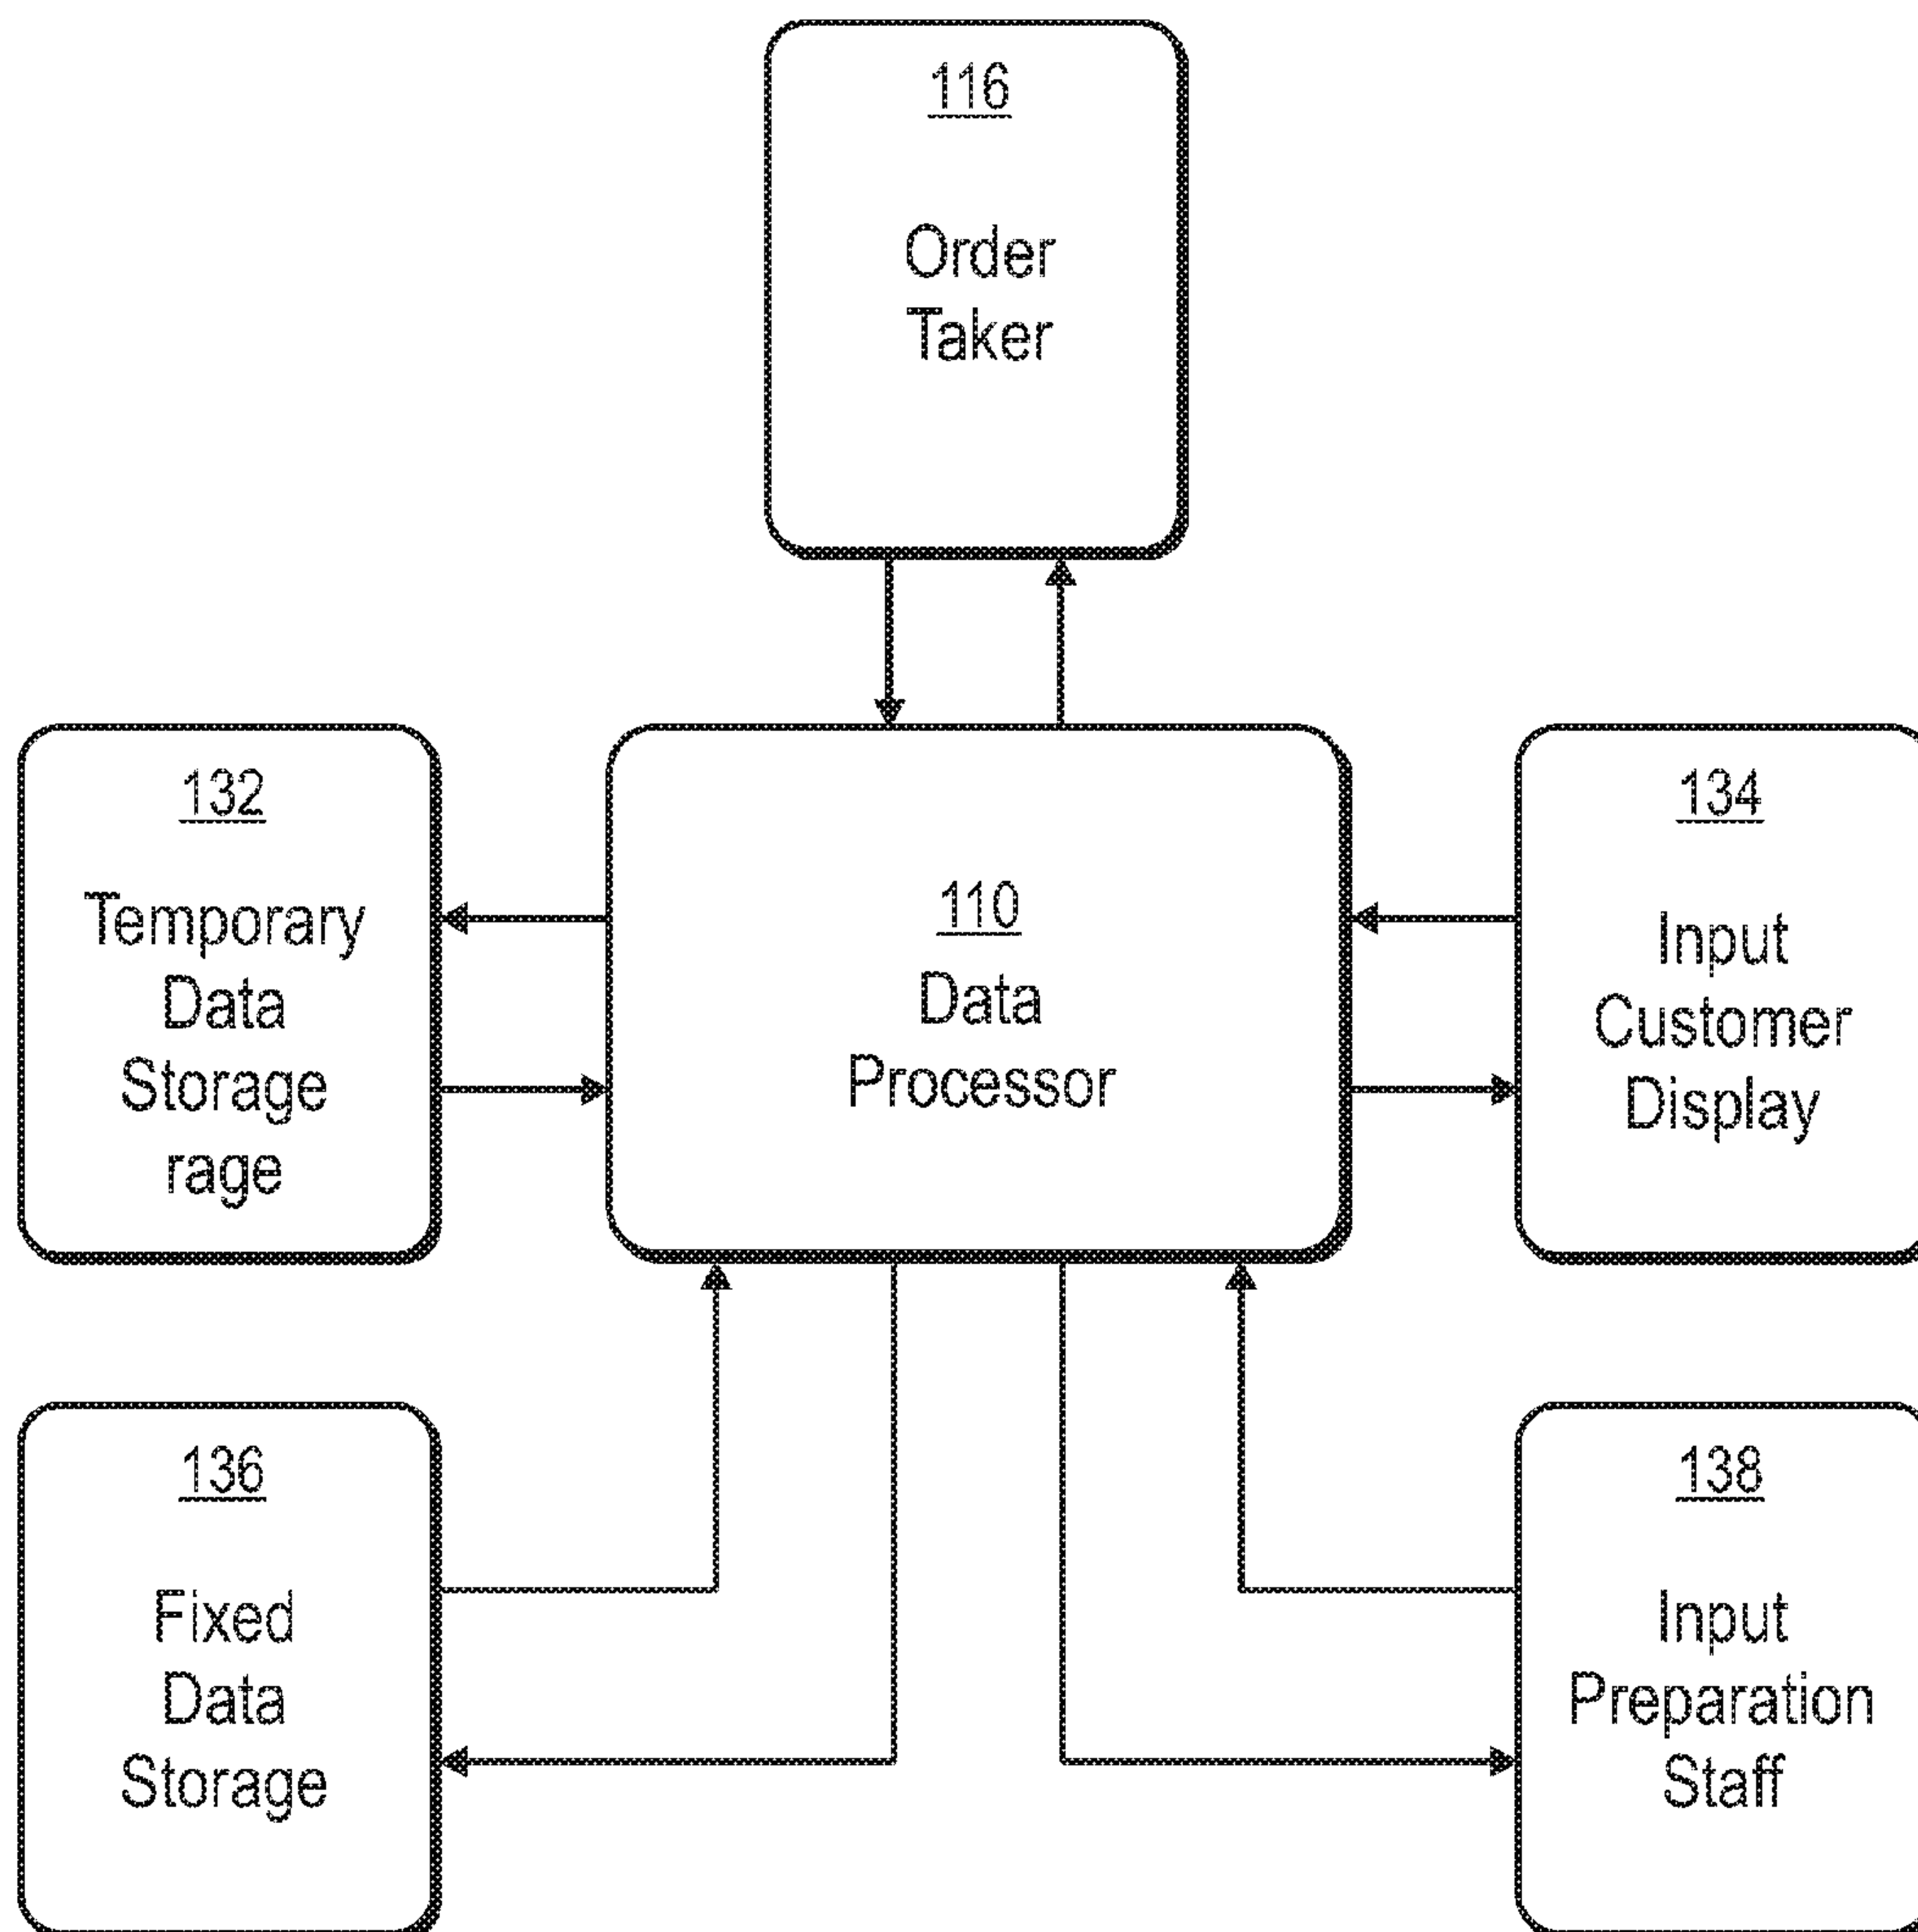 116
Order
Taker
132
Temporary
Data
Storage
rage
110
Data
Processor
134
Input
Customer
Display
136
Fixed
Data
Storage
138
Input
Preparation
Staff